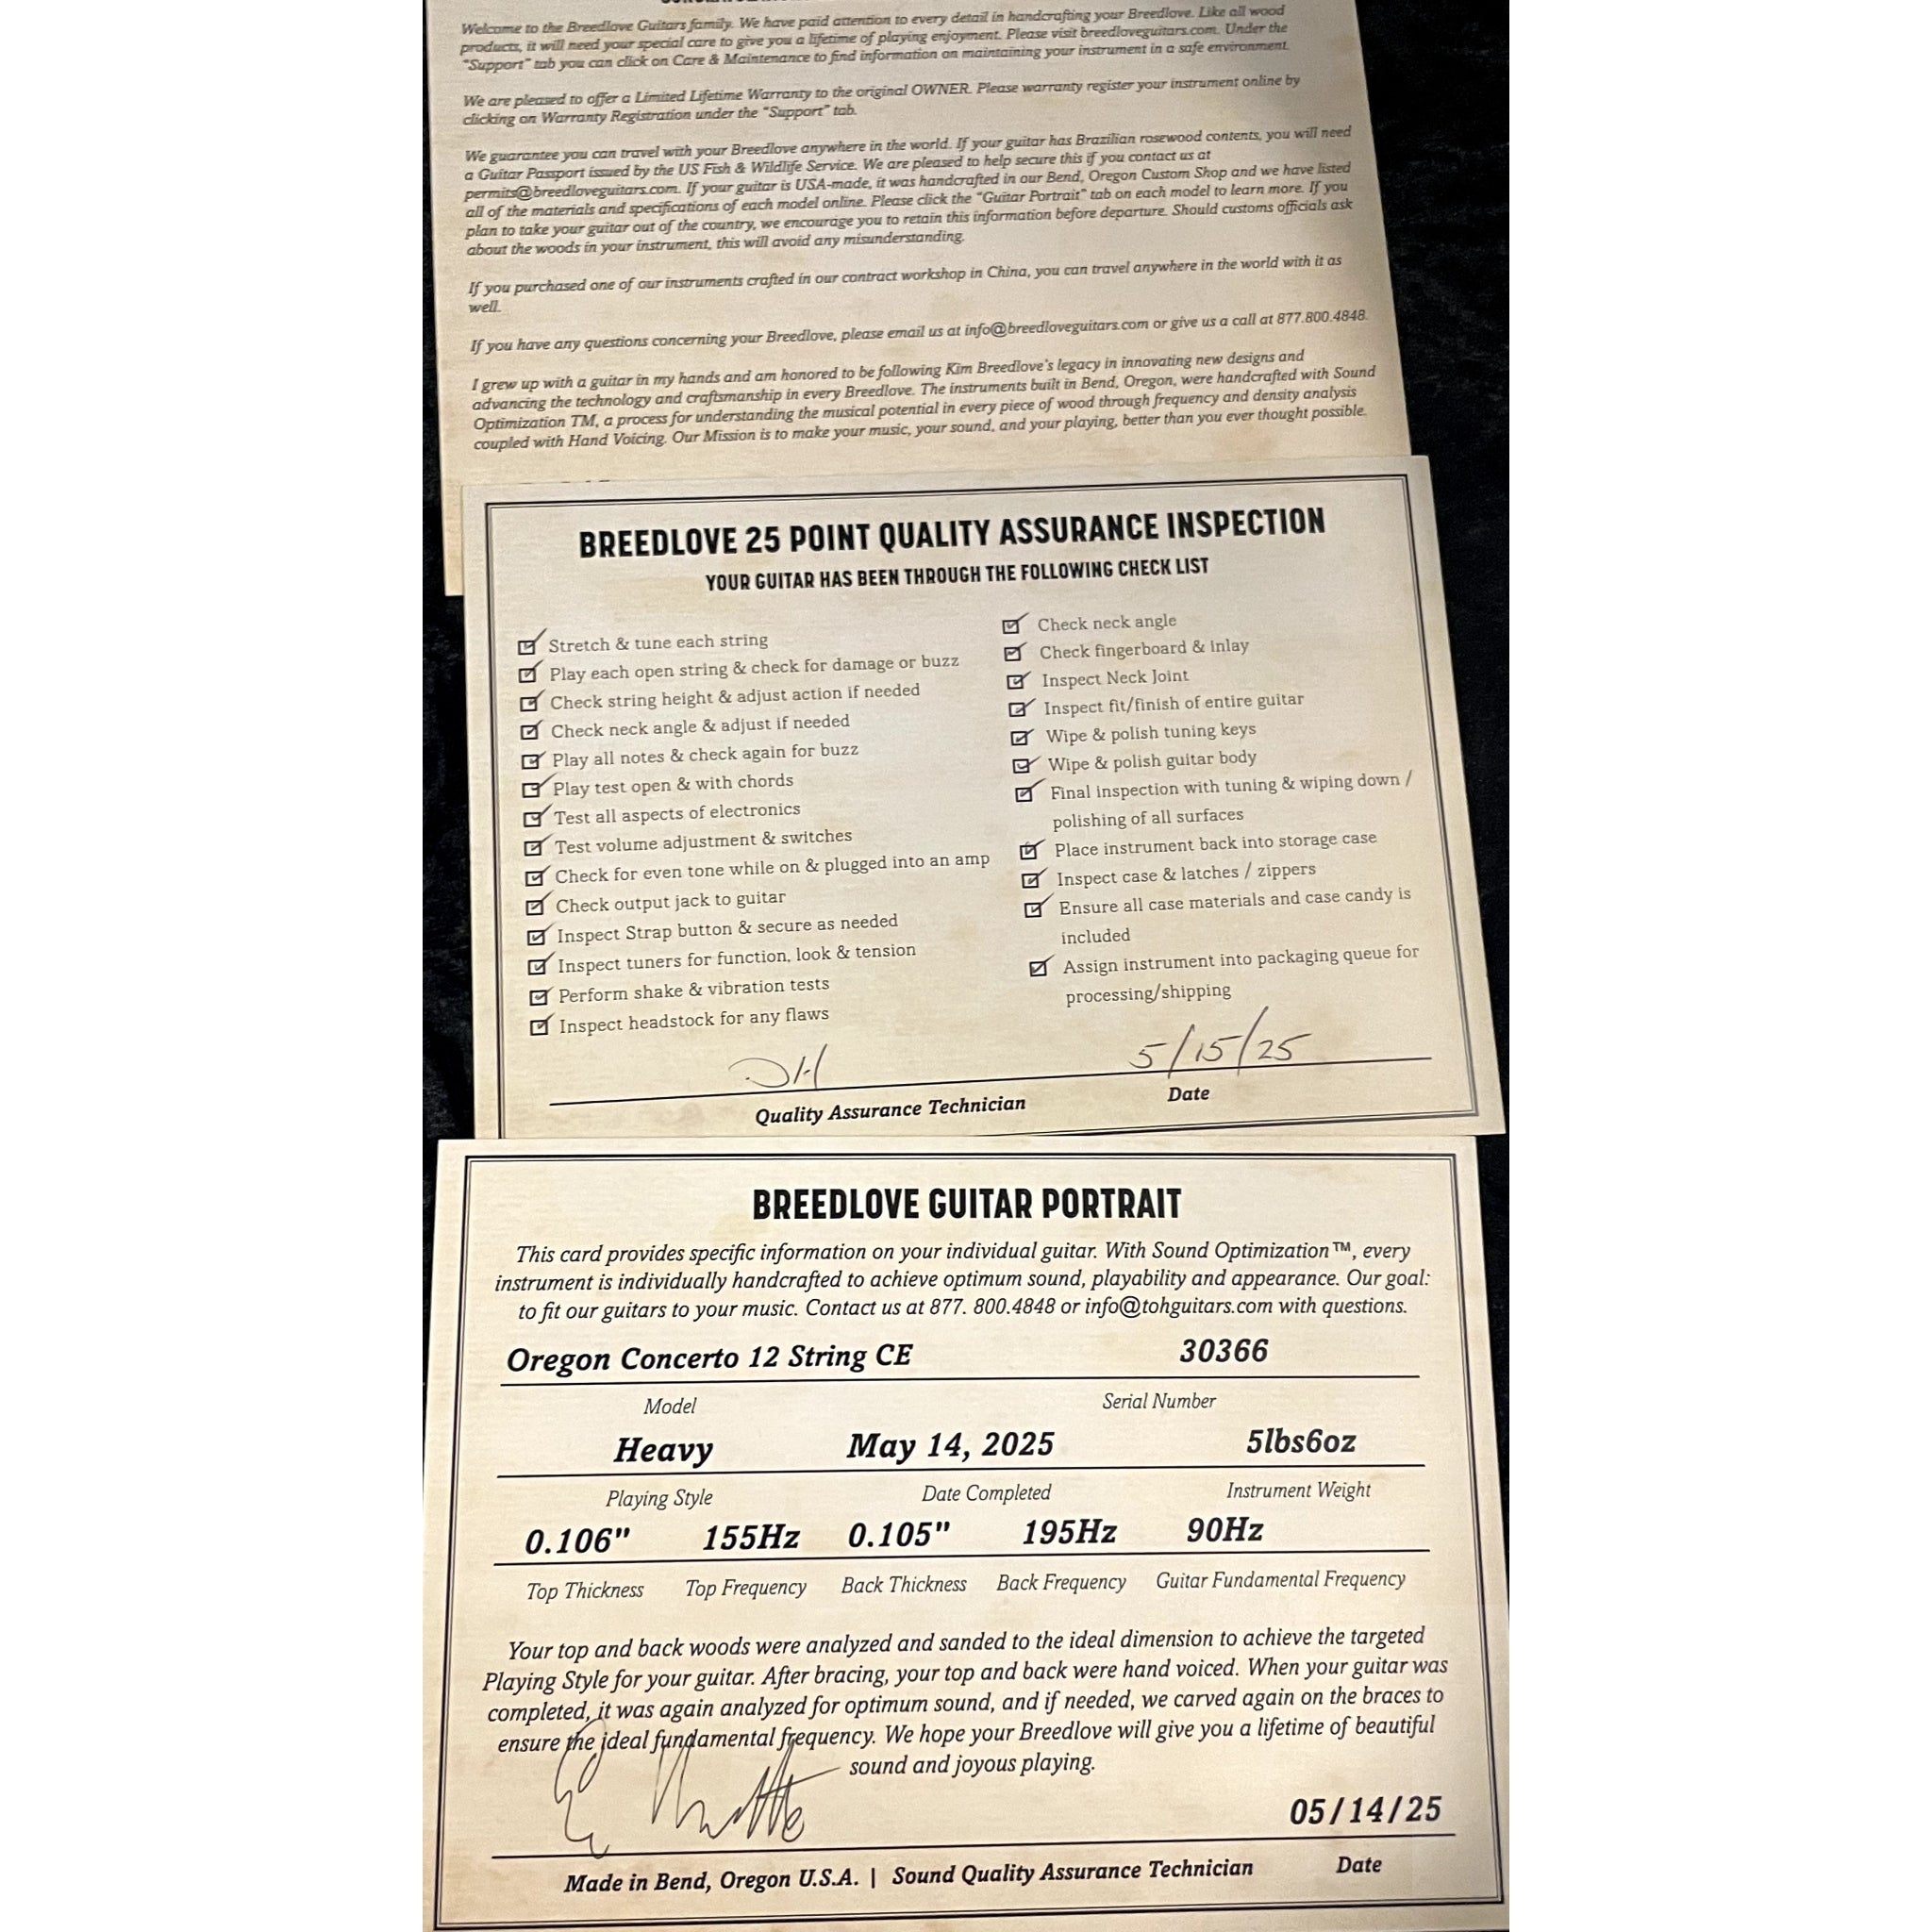 Welcome to the Breedlove Guitars family. We have paid attention to every detail in handcrafting your Breedlove. Like all wood
products, it will need your special care to give you a lifetime of playing enjoyment. Please visit breedloveguitars.com. Under the
"Support" tab you can click on Care & Maintenance to find information on maintaining your instrument in a safe environment.
We are pleased to offer a Limited Lifetime Warranty to the original OWNER. Please warranty register your instrument online by
clicking on Warranty Registration under the "Support" tab.
We guarantee you can travel with your Breedlove anywhere in the world. If your guitar has Brazilian rosewood contents, you will need
a Guitar Passport issued by the US Fish & Wildlife Service. We are pleased to help secure this if you contact us at
permits@breedloveguitars.com. If your guitar is USA-made, it was handcrafted in our Bend, Oregon Custom Shop and we have listed
all of the materials and specifications of each model online. Please click the "Guitar Portrait" tab on each model to learn more. If you
plan to take your guitar out of the country, we encourage you to retain this information before departure. Should customs officials ask
about the woods in your instrument, this will avoid any misunderstanding.
If you purchased one of our instruments crafted in our contract workshop in China, you can travel anywhere in the world with it as
well.
If you have any questions concerning your Breedlove, please email us at info@breedloveguitars.com or give us a call at 877.800.4848.
I grew up with a guitar in my hands and am honored to be following Kim Breedlove's legacy in innovating new designs and
advancing the technology and craftsmanship in every Breedlove. The instruments built in Bend, Oregon, were handcrafted with Sound
Optimization TM, a process for understanding the musical potential in every piece of wood through frequency and density analysis
coupled with Hand Voicing. Our Mission is to make your music, your sound, and your playing, better than you ever thought possible.
BREEDLOVE 25 POINT QUALITY ASSURANCE INSPECTION
YOUR GUITAR HAS BEEN THROUGH THE FOLLOWING CHECK LIST
Stretch & tune each string
Play each open string & check for damage or buzz
Check string height & adjust action if needed
Check neck angle & adjust if needed
Play all notes & check again for buzz
Play test open & with chords
Test all aspects of electronics
Test volume adjustment & switches
Check for even tone while on & plugged into an amp
Check output jack to guitar
Inspect Strap button & secure as needed
Inspect tuners for function, look & tension
Perform shake & vibration tests
Inspect headstock for any flaws
Check neck angle
Check fingerboard & inlay
Inspect Neck Joint
Inspect fit/finish of entire guitar
Wipe & polish tuning keys
Wipe & polish guitar body
Final inspection with tuning & wiping down /
polishing of all surfaces
Place instrument back into storage case
Inspect case & latches / zippers
Ensure all case materials and case candy is
included
Assign instrument into packaging queue for
processing/shipping
DH 5/15/25
Quality Assurance Technician Date
BREEDLOVE GUITAR PORTRAIT
This card provides specific information on your individual guitar. With Sound Optimization™, every
instrument is individually handcrafted to achieve optimum sound, playability and appearance. Our goal:
to fit our guitars to your music. Contact us at 877. 800.4848 or info@tohguitars.com with questions.
Oregon Concerto 12 String CE 30366
Model Serial Number
Heavy May 14, 2025 5lbs6oz
Playing Style Date Completed Instrument Weight
0.106" 155Hz 0.105" 195Hz 90Hz
Top Thickness Top Frequency Back Thickness Back Frequency Guitar Fundamental Frequency
Your top and back woods were analyzed and sanded to the ideal dimension to achieve the targeted
Playing Style for your guitar. After bracing, your top and back were hand voiced. When your guitar was
completed, it was again analyzed for optimum sound, and if needed, we carved again on the braces to
ensure the ideal fundamental frequency. We hope your Breedlove will give you a lifetime of beautiful
sound and joyous playing.
05/14/25
Made in Bend, Oregon U.S.A. | Sound Quality Assurance Technician Date